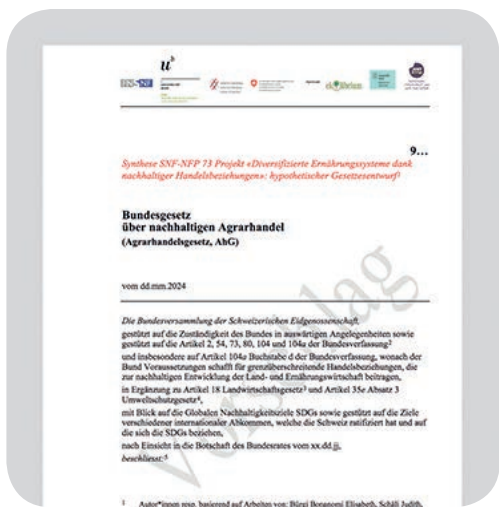 u^b
9…
Synthese SNF-NFP 73 Projekt «Diversifizierte Ernährungssysteme dank
nachhaltiger Handelsbeziehungen»: hypothetischer Gesetzesentwurf¹
Bundesgesetz
über nachhaltigen Agrarhandel
(Agrarhandelsgesetz, AhG)
vom dd.mm.2024
Die Bundesversammlung der Schweizerischen Eidgenossenschaft,
gestützt auf die Zuständigkeit des Bundes in auswärtigen Angelegenheiten sowie
gestützt auf die Artikel 2, 54, 73, 80, 104 und 104a der Bundesverfassung²
und insbesondere auf Artikel 104a Buchstabe d der Bundesverfassung, wonach der
Bund Voraussetzungen schafft für grenzüberschreitende Handelsbeziehungen, die
zur nachhaltigen Entwicklung der Land- und Ernährungswirtschaft beitragen,
in Ergänzung zu Artikel 18 Landwirtschaftsgesetz³ und Artikel 35e Absatz 3
Umweltschutzgesetz⁴,
mit Blick auf die Globalen Nachhaltigkeitsziele SDGs sowie gestützt auf die Ziele
verschiedener internationaler Abkommen, welche die Schweiz ratifiziert hat und auf
die sich die SDGs beziehen,
nach Einsicht in die Botschaft des Bundesrates vom xx.dd.jj,
beschliesst:⁵
Vorschlag
1 Autor*innen resp. basierend auf Arbeiten von: Bürgi Bonanomi Elisabeth, Schäli Judith,